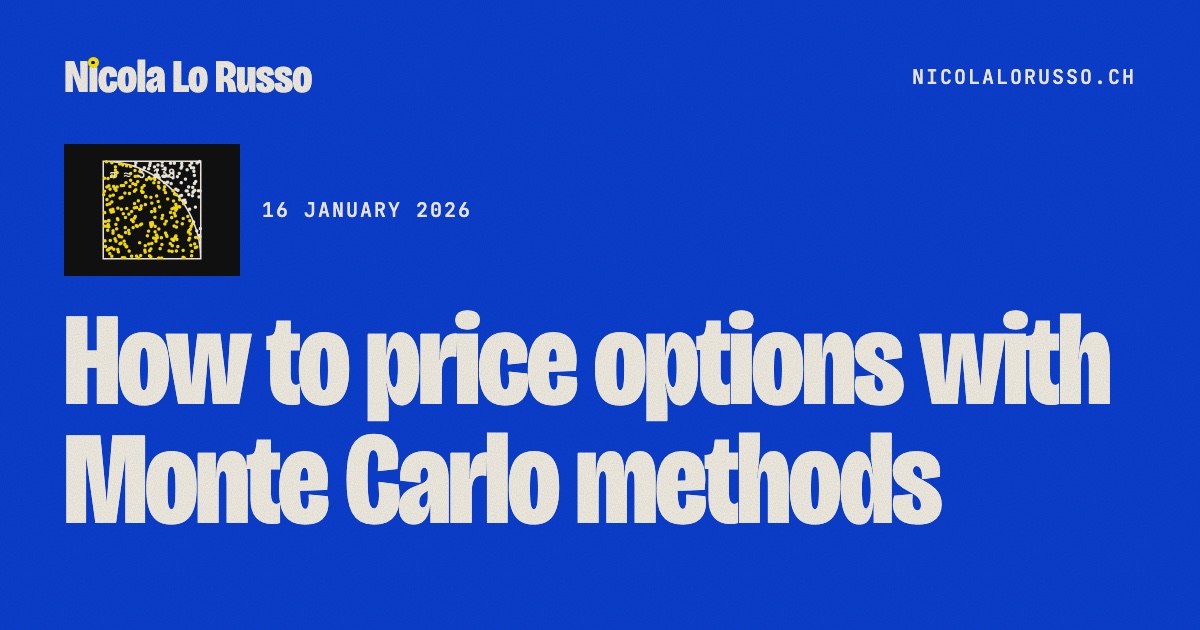 Nicola Lo Russo
NICOLALORUSSO.CH
16 JANUARY 2026
How to price options with
Monte Carlo methods